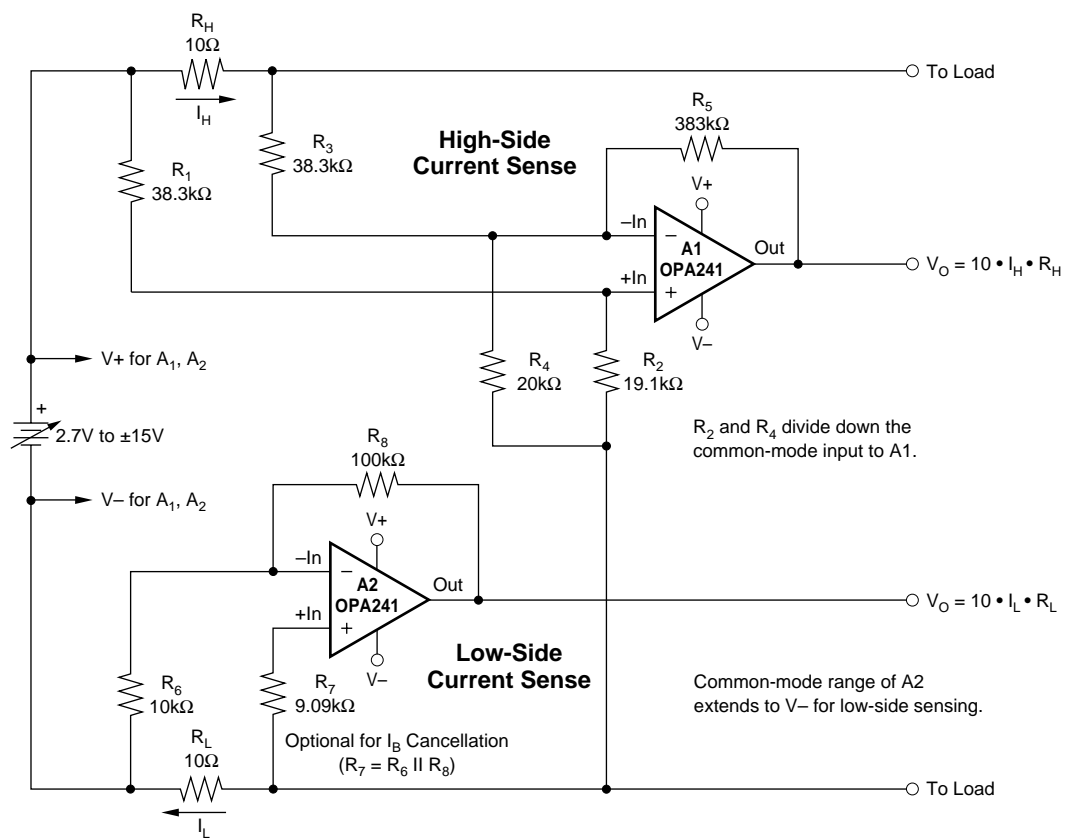 R_H
10Ω
I_H
To Load
R_5
383kΩ
High-Side
Current Sense
R_3
38.3kΩ
R_1
38.3kΩ
V+
–In
–
A1
OPA241
Out
+In
+
V–
V_O = 10 • I_H • R_H
V+ for A_1, A_2
R_4
20kΩ
R_2
19.1kΩ
+
2.7V to ±15V
R_2 and R_4 divide down the
common-mode input to A1.
R_8
100kΩ
V– for A_1, A_2
V+
–In
–
A2
OPA241
Out
+In
+
V–
V_O = 10 • I_L • R_L
Low-Side
Current Sense
R_6
10kΩ
R_7
9.09kΩ
Common-mode range of A2
extends to V– for low-side sensing.
R_L
10Ω
Optional for I_B Cancellation
(R_7 = R_6 II R_8)
To Load
I_L